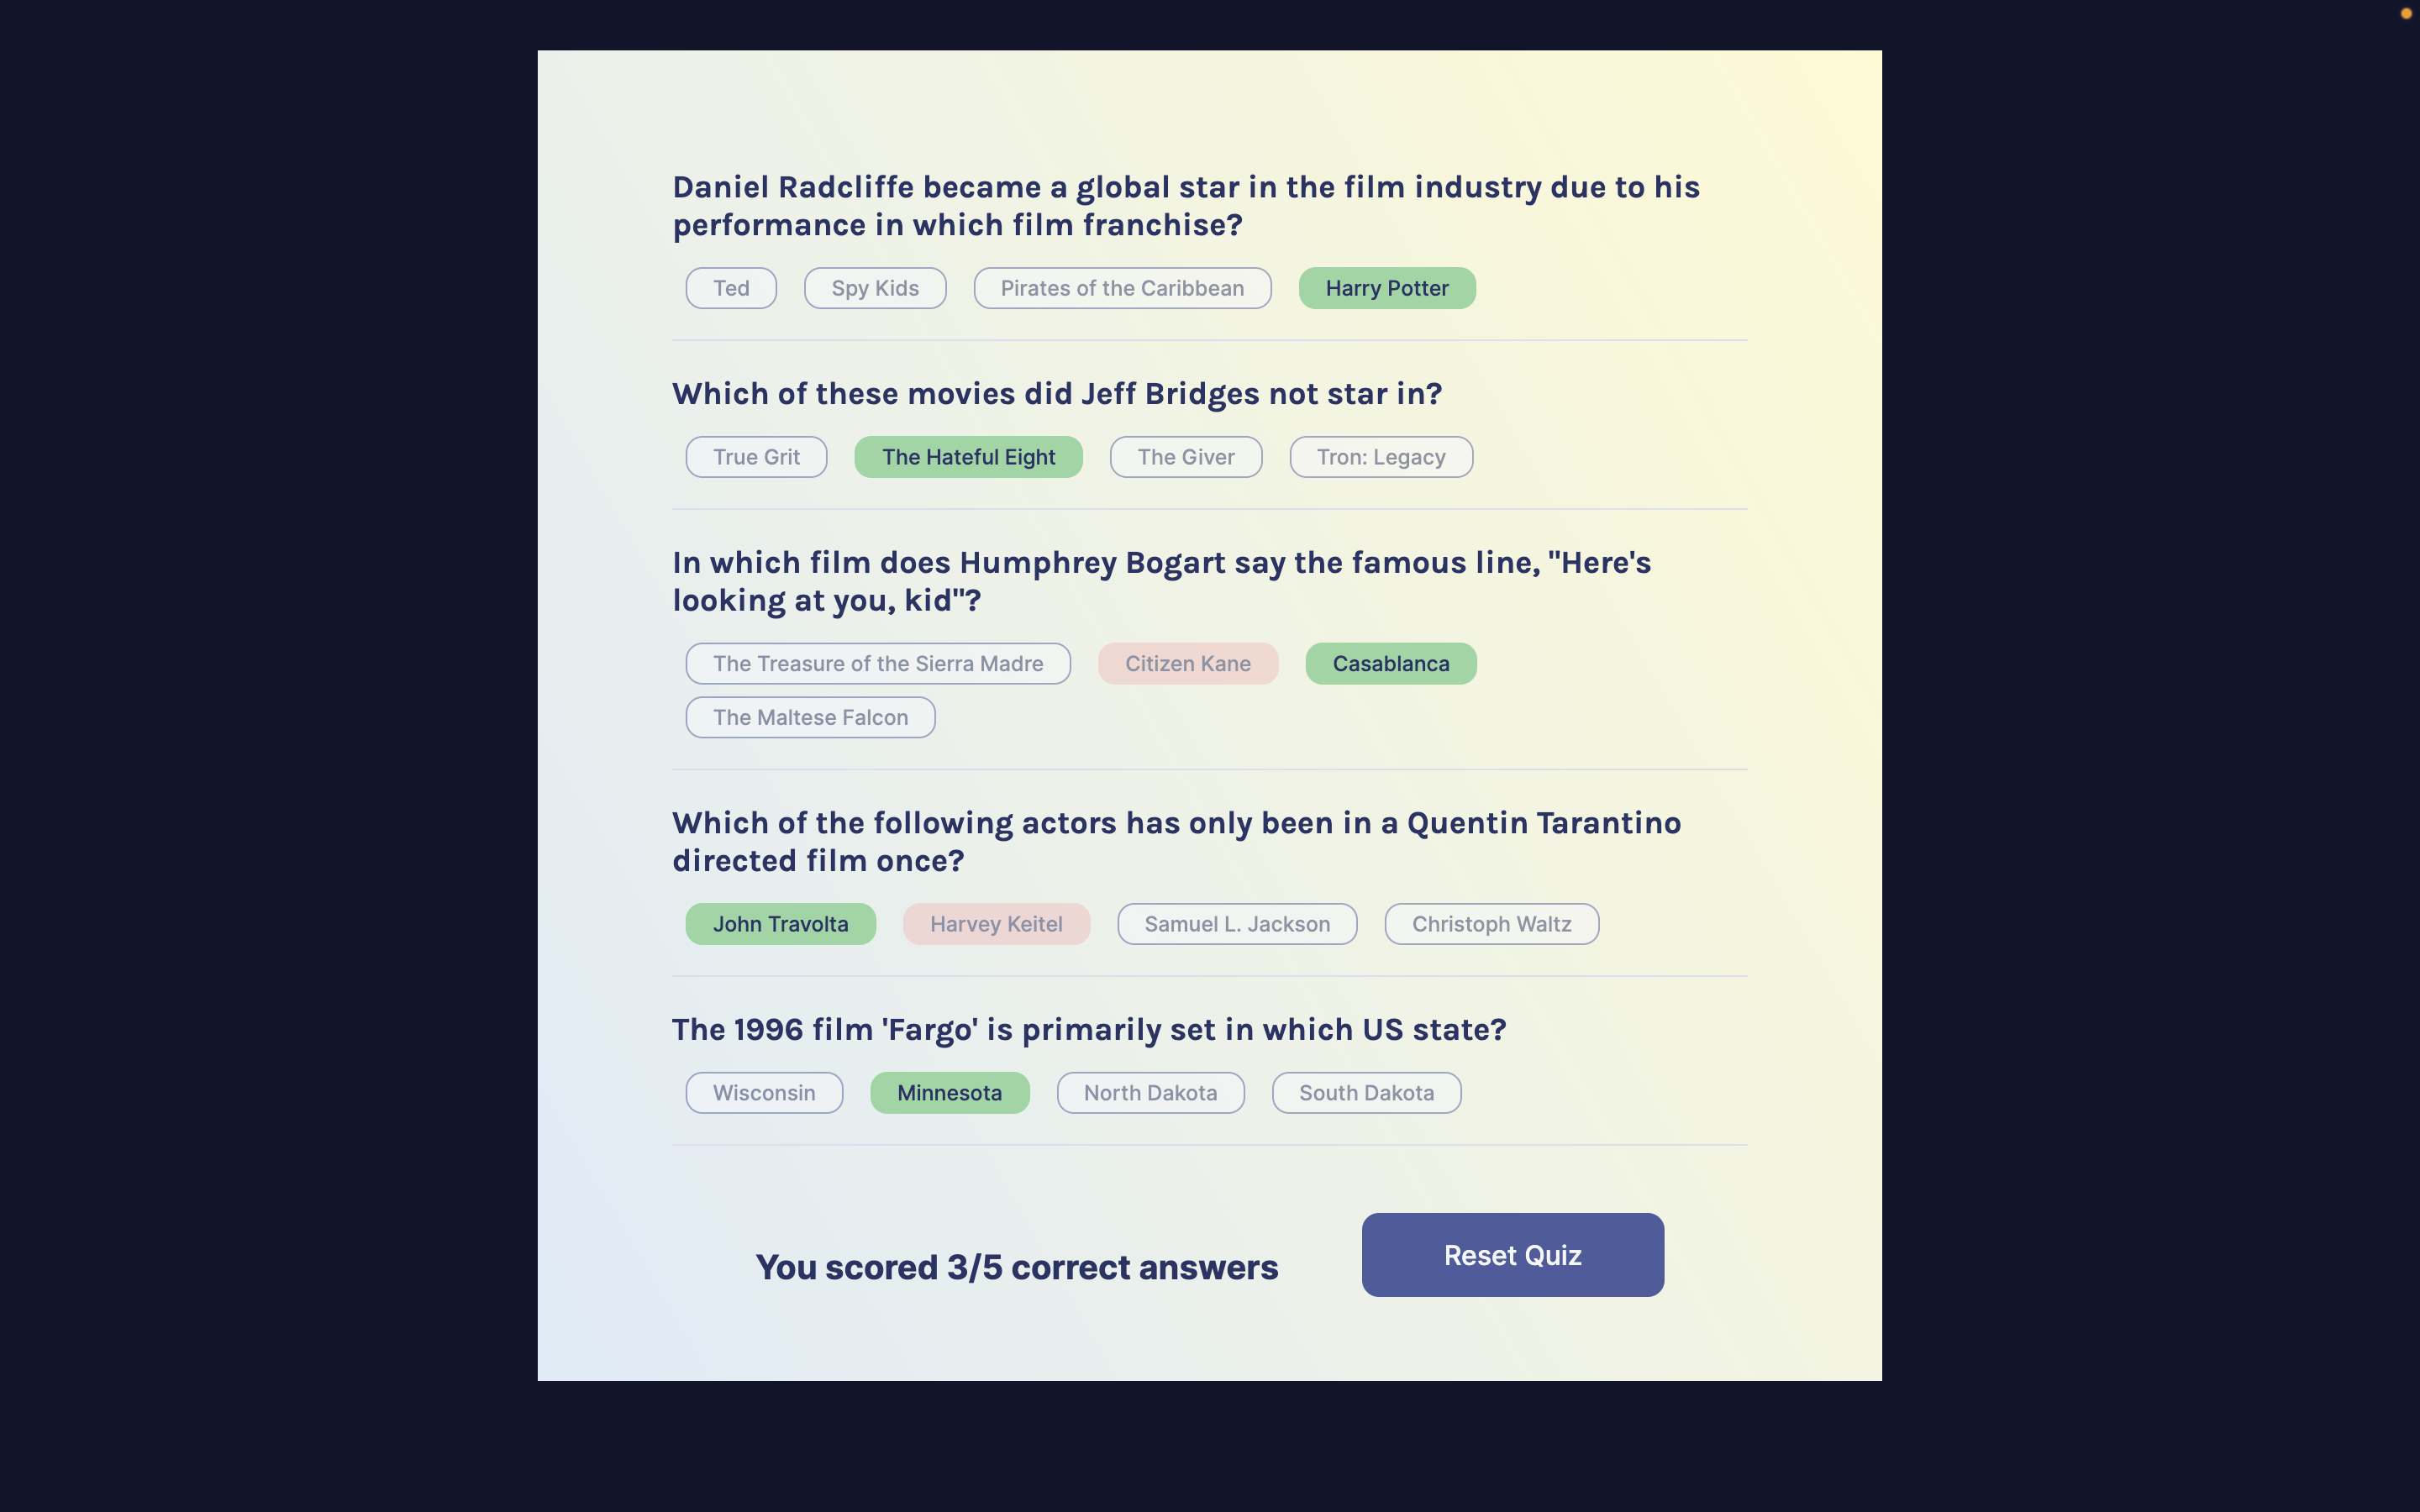 Daniel Radcliffe became a global star in the film industry due to his
performance in which film franchise?
Ted Spy Kids Pirates of the Caribbean Harry Potter
Which of these movies did Jeff Bridges not star in?
True Grit The Hateful Eight The Giver Tron: Legacy
In which film does Humphrey Bogart say the famous line, "Here's
looking at you, kid"?
The Treasure of the Sierra Madre Citizen Kane Casablanca
The Maltese Falcon
Which of the following actors has only been in a Quentin Tarantino
directed film once?
John Travolta Harvey Keitel Samuel L. Jackson Christoph Waltz
The 1996 film 'Fargo' is primarily set in which US state?
Wisconsin Minnesota North Dakota South Dakota
You scored 3/5 correct answers Reset Quiz